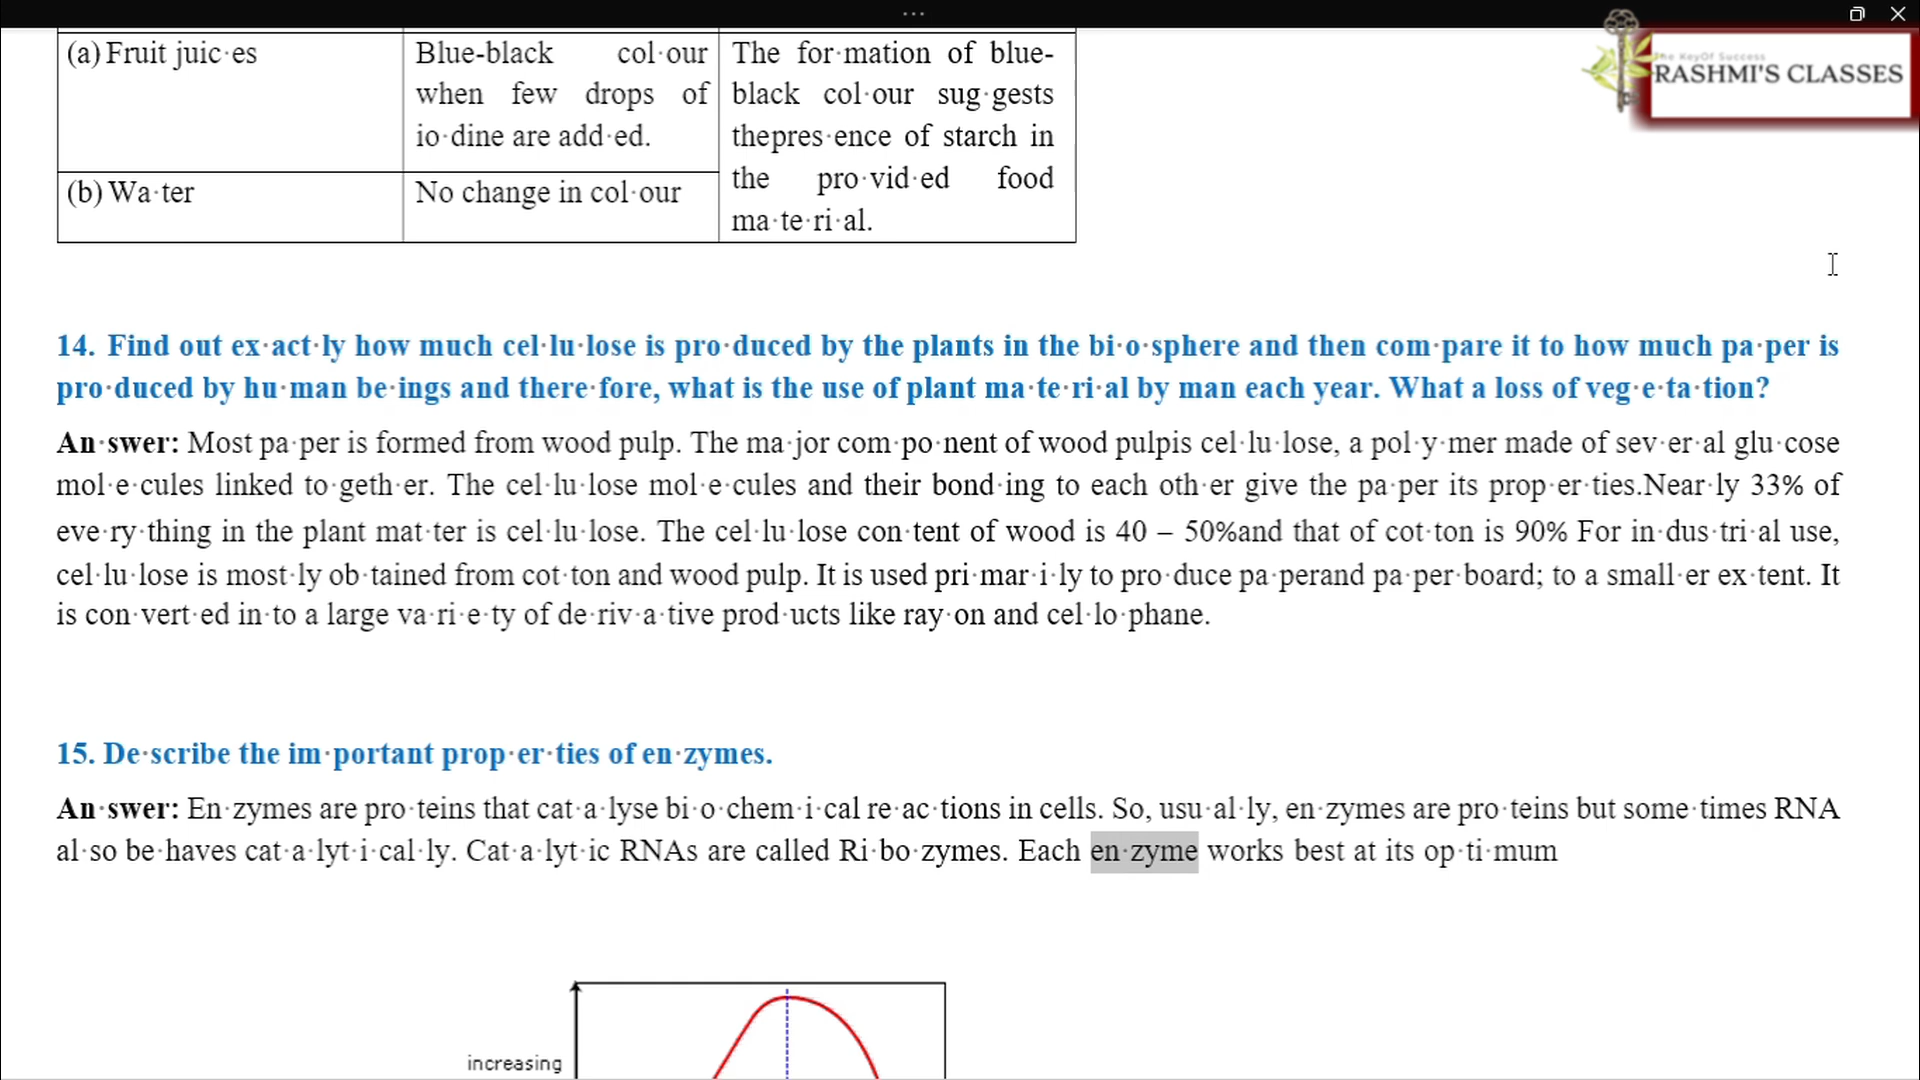 (a) Fruit juic·es
Blue-black col·our
when few drops of
io·dine are add·ed.
The for·mation of blue-
black col·our sug·gests
thepres·ence of starch in
the pro·vid·ed food
ma·te·ri·al.
(b) Wa·ter
No change in col·our
The KeyOf Success
RASHMI'S CLASSES
14. Find out ex·act·ly how much cel·lu·lose is pro·duced by the plants in the bi·o·sphere and then com·pare it to how much pa·per is
pro·duced by hu·man be·ings and there·fore, what is the use of plant ma·te·ri·al by man each year. What a loss of veg·e·ta·tion?
An·swer: Most pa·per is formed from wood pulp. The ma·jor com·po·nent of wood pulpis cel·lu·lose, a pol·y·mer made of sev·er·al glu·cose
mol·e·cules linked to·geth·er. The cel·lu·lose mol·e·cules and their bond·ing to each oth·er give the pa·per its prop·er·ties.Near·ly 33% of
eve·ry·thing in the plant mat·ter is cel·lu·lose. The cel·lu·lose con·tent of wood is 40 – 50%and that of cot·ton is 90% For in·dus·tri·al use,
cel·lu·lose is most·ly ob·tained from cot·ton and wood pulp. It is used pri·mar·i·ly to pro·duce pa·perand pa·per·board; to a small·er ex·tent. It
is con·vert·ed in·to a large va·ri·e·ty of de·riv·a·tive prod·ucts like ray·on and cel·lo·phane.
15. De·scribe the im·portant prop·er·ties of en·zymes.
An·swer: En·zymes are pro·teins that cat·a·lyse bi·o·chem·i·cal re·ac·tions in cells. So, usu·al·ly, en·zymes are pro·teins but some·times RNA
al·so be·haves cat·a·lyt·i·cal·ly. Cat·a·lyt·ic RNAs are called Ri·bo·zymes. Each en·zyme works best at its op·ti·mum
increasing